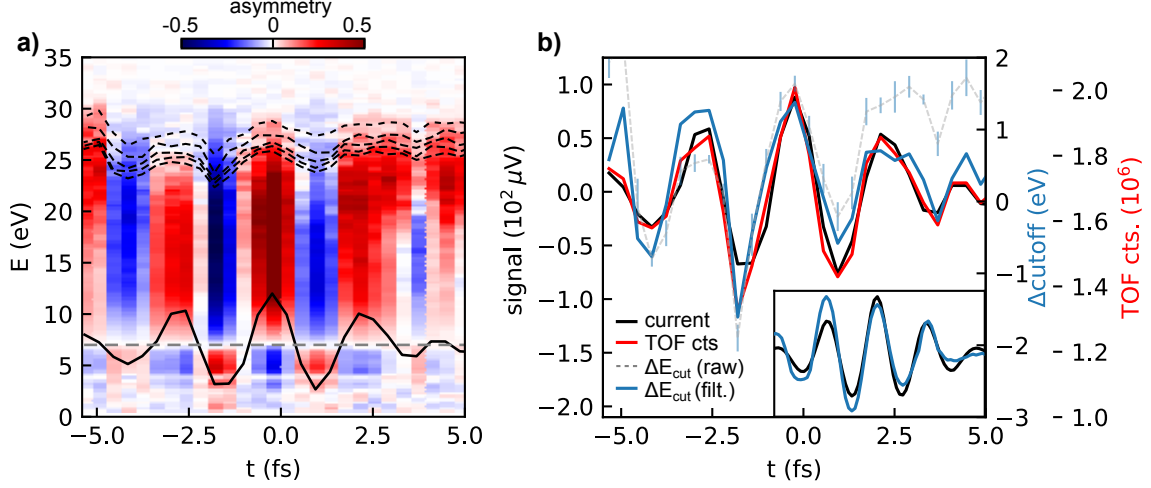 asymmetry
-0.5 0 0.5
a)
E (eV)
35
30
25
20
15
10
5
0
−5.0 −2.5 0.0 2.5 5.0
t (fs)
b)
signal (10² μV)
1.0
0.5
0.0
−0.5
−1.0
−1.5
−2.0
current
TOF cts
ΔE_cut (raw)
ΔE_cut (filt.)
−5.0 −2.5 0.0 2.5 5.0
t (fs)
2
1
0
−1
−2
−3
Δcutoff (eV)
2.0
1.8
1.6
1.4
1.2
1.0
TOF cts. (10⁶)